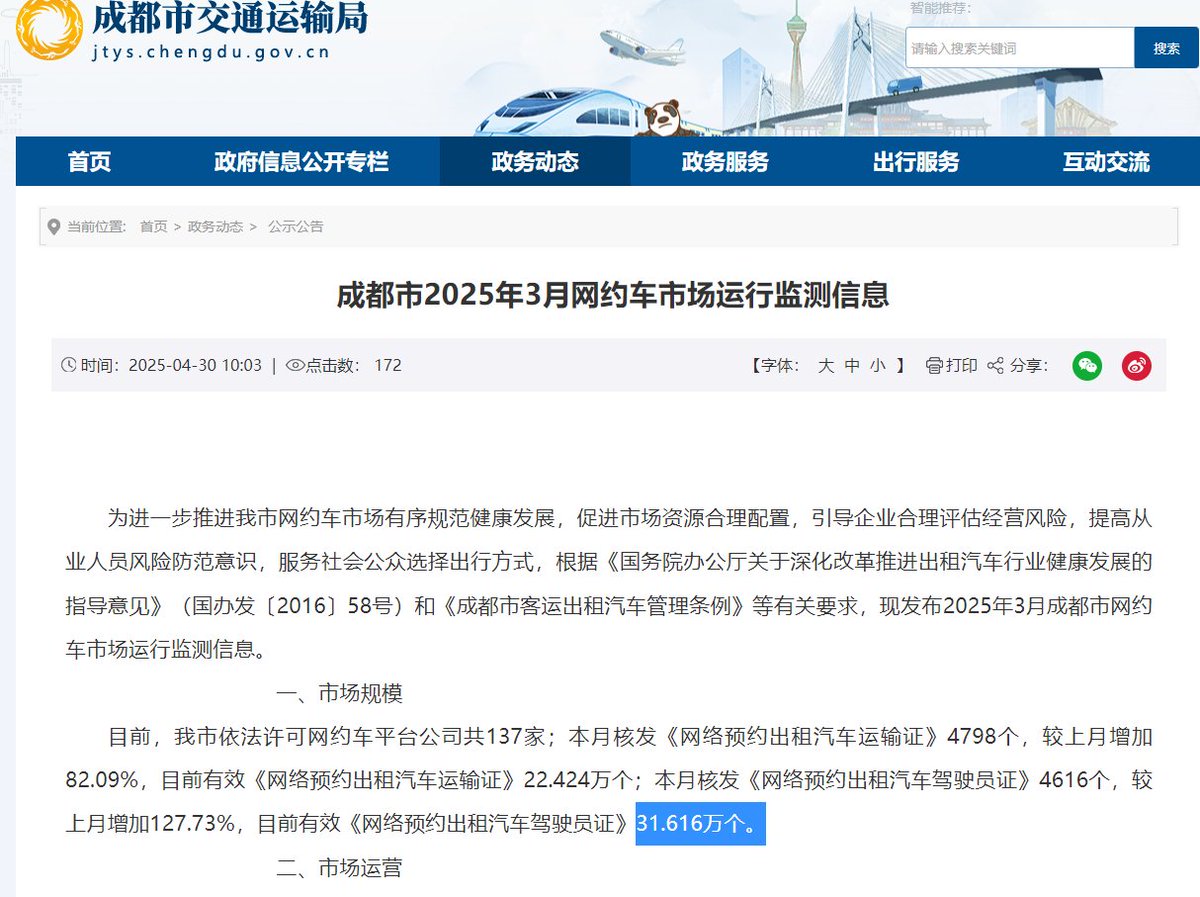 成都市交通运输局
jtys.chengdu.gov.cn
智能推荐：
请输入搜索关键词
搜索
首页 政府信息公开专栏 政务动态 政务服务 出行服务 互动交流
当前位置： 首页 > 政务动态 > 公示公告
成都市2025年3月网约车市场运行监测信息
时间：2025-04-30 10:03 | 点击数： 172 【字体： 大 中 小 】 打印 分享：
为进一步推进我市网约车市场有序规范健康发展，促进市场资源合理配置，引导企业合理评估经营风险，提高从
业人员风险防范意识，服务社会公众选择出行方式，根据《国务院办公厅关于深化改革推进出租汽车行业健康发展的
指导意见》（国办发〔2016〕58号）和《成都市客运出租汽车管理条例》等有关要求，现发布2025年3月成都市网约
车市场运行监测信息。
一、市场规模
目前，我市依法许可网约车平台公司共137家；本月核发《网络预约出租汽车运输证》4798个，较上月增加
82.09%，目前有效《网络预约出租汽车运输证》22.424万个；本月核发《网络预约出租汽车驾驶员证》4616个，较
上月增加127.73%，目前有效《网络预约出租汽车驾驶员证》31.616万个。
二、市场运营